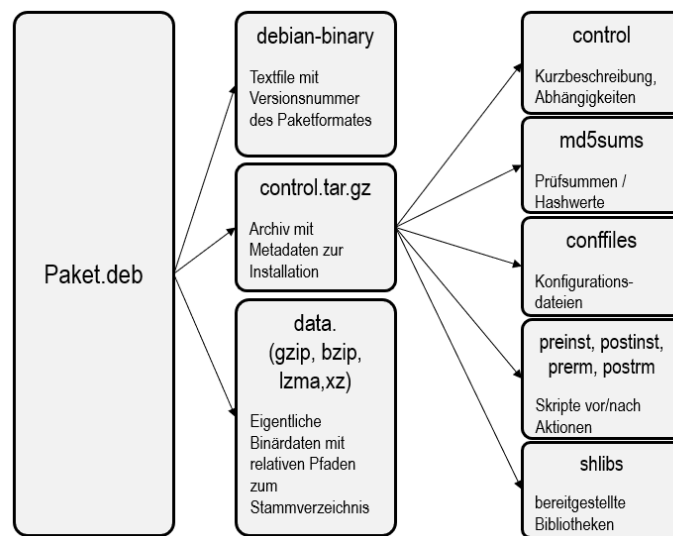 Paket.deb
debian-binary
Textfile mit
Versionsnummer
des Paketformates
control.tar.gz
Archiv mit
Metadaten zur
Installation
data.
(gzip, bzip,
lzma,xz)
Eigentliche
Binärdaten mit
relativen Pfaden
zum
Stammverzeichnis
control
Kurzbeschreibung,
Abhängigkeiten
md5sums
Prüfsummen /
Hashwerte
conffiles
Konfigurations-
dateien
preinst, postinst,
prerm, postrm
Skripte vor/nach
Aktionen
shlibs
bereitgestellte
Bibliotheken